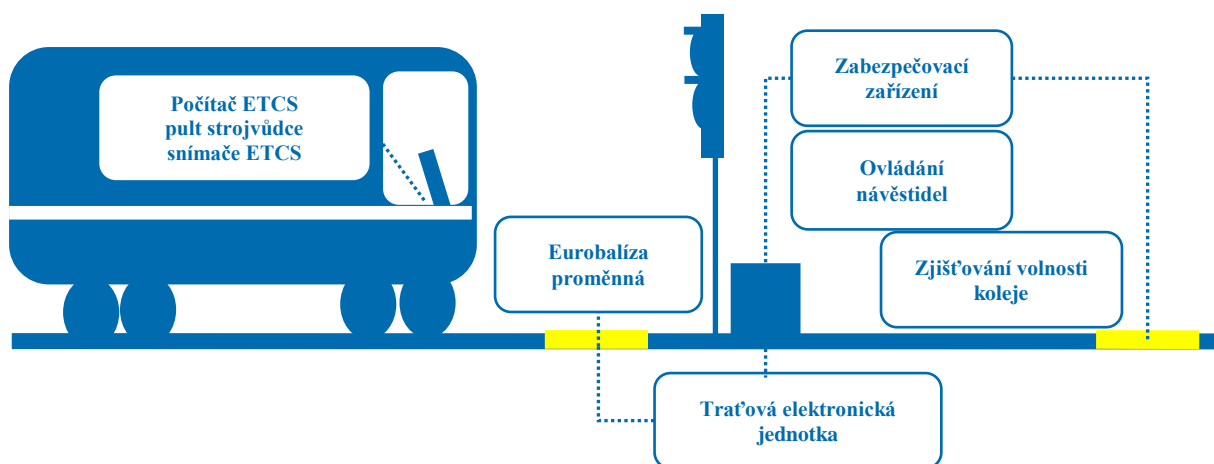 Počítač ETCS
pult strojvůdce
snímače ETCS
Zabezpečovací
zařízení
Ovládání
návěstidel
Eurobalíza
proměnná
Zjišťování volnosti
koleje
Traťová elektronická
jednotka